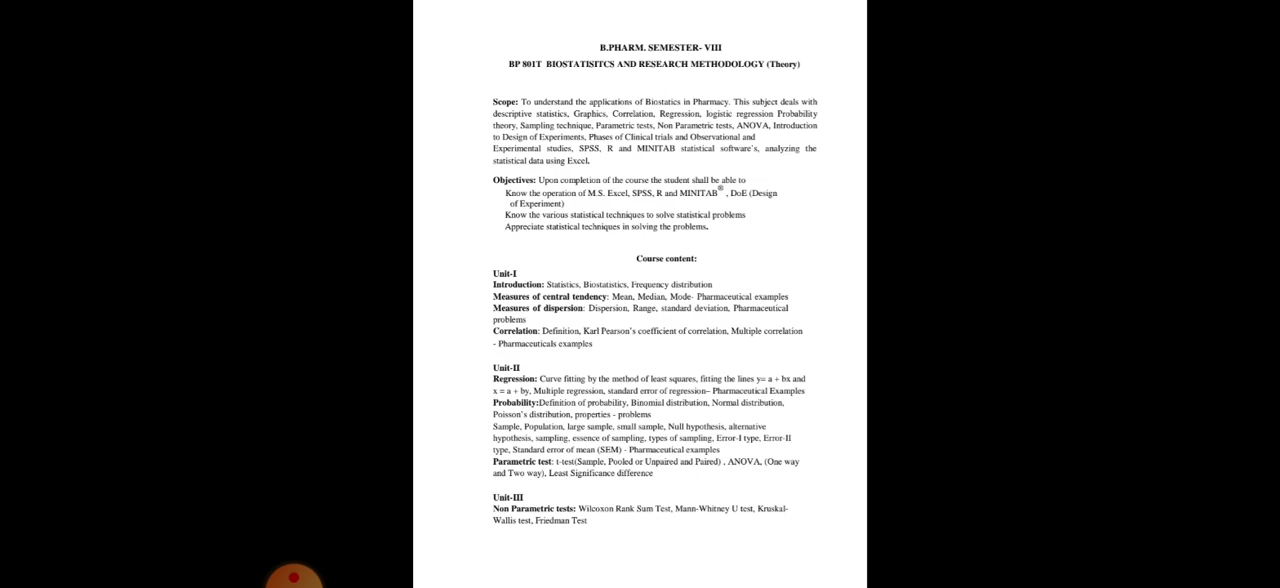 B.PHARM. SEMESTER- VIII
BP 801T BIOSTATISITCS AND RESEARCH METHODOLOGY (Theory)
Scope: To understand the applications of Biostatics in Pharmacy. This subject deals with
descriptive statistics, Graphics, Correlation, Regression, logistic regression Probability
theory, Sampling technique, Parametric tests, Non Parametric tests, ANOVA, Introduction
to Design of Experiments, Phases of Clinical trials and Observational and
Experimental studies, SPSS, R and MINITAB statistical software's, analyzing the
statistical data using Excel.
Objectives: Upon completion of the course the student shall be able to
Know the operation of M.S. Excel, SPSS, R and MINITAB® , DoE (Design
of Experiment)
Know the various statistical techniques to solve statistical problems
Appreciate statistical techniques in solving the problems.
Course content:
Unit-I
Introduction: Statistics, Biostatistics, Frequency distribution
Measures of central tendency: Mean, Median, Mode- Pharmaceutical examples
Measures of dispersion: Dispersion, Range, standard deviation, Pharmaceutical
problems
Correlation: Definition, Karl Pearson's coefficient of correlation, Multiple correlation
- Pharmaceuticals examples
Unit-II
Regression: Curve fitting by the method of least squares, fitting the lines y= a + bx and
x = a + by, Multiple regression, standard error of regression– Pharmaceutical Examples
Probability:Definition of probability, Binomial distribution, Normal distribution,
Poisson's distribution, properties - problems
Sample, Population, large sample, small sample, Null hypothesis, alternative
hypothesis, sampling, essence of sampling, types of sampling, Error-I type, Error-II
type, Standard error of mean (SEM) - Pharmaceutical examples
Parametric test: t-test(Sample, Pooled or Unpaired and Paired) , ANOVA, (One way
and Two way), Least Significance difference
Unit-III
Non Parametric tests: Wilcoxon Rank Sum Test, Mann-Whitney U test, Kruskal-
Wallis test, Friedman Test